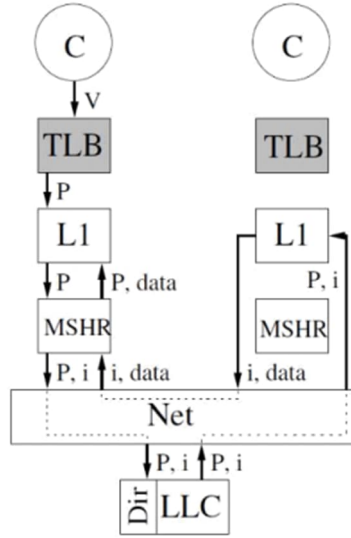 C C
V
TLB TLB
P
L1 L1
P P, data P, i
MSHR MSHR
P, i i, data i, data
Net
P, i P, i
Dir LLC